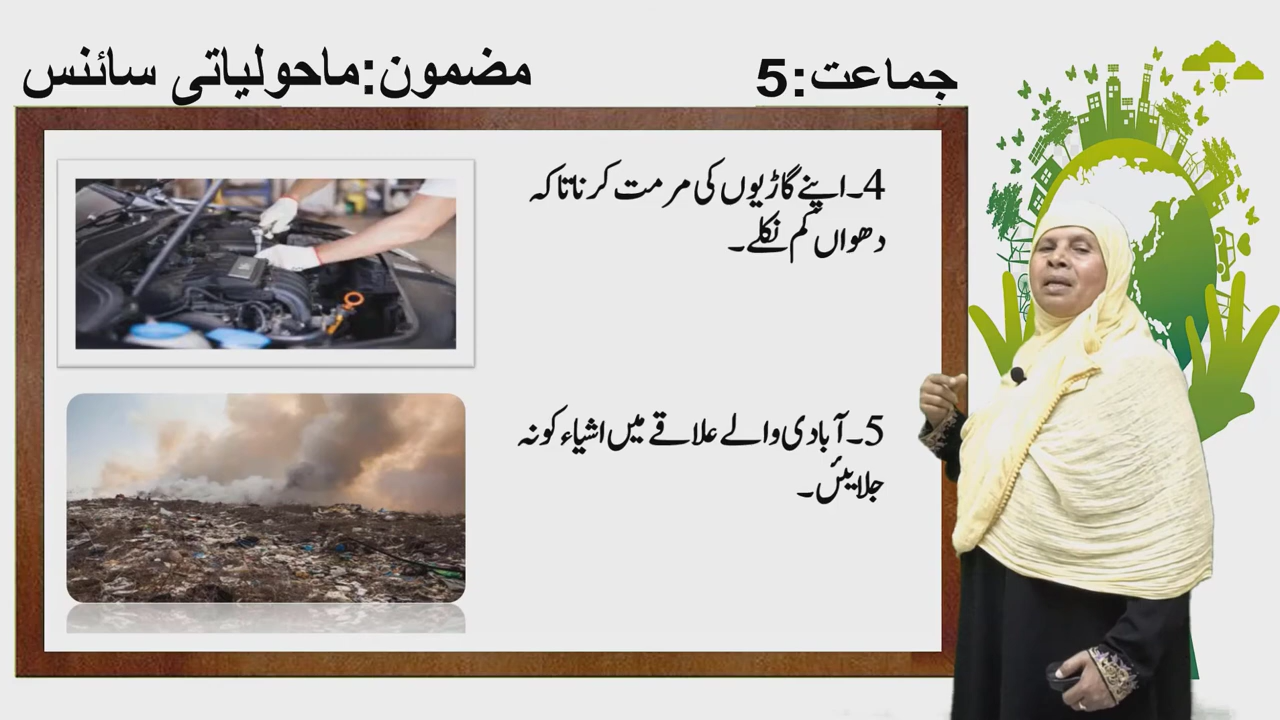 جماعت:5
مضمون:ماحولیاتی سائنس
4۔اپنے گاڑیوں کی مرمت کرنا تاکہ
دھواں کم نکلے۔
5۔آبادی والے علاقے میں اشیاء کو نہ
جلایئں۔